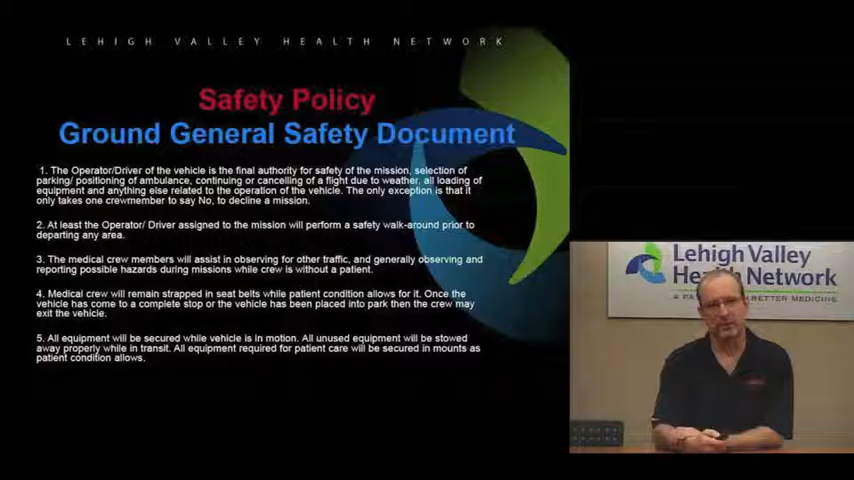 LEHIGH VALLEY HEALTH NETWORK
Safety Policy
Ground General Safety Document
1. The Operator/Driver of the vehicle is the final authority for safety of the mission, selection of
parking/ positioning of ambulance, continuing or cancelling of a flight due to weather, all loading of
equipment and anything else related to the operation of the vehicle. The only exception is that it
only takes one crewmember to say No, to decline a mission.
2. At least the Operator/ Driver assigned to the mission will perform a safety walk-around prior to
departing any area.
3. The medical crew members will assist in observing for other traffic, and generally observing and
reporting possible hazards during missions while crew is without a patient.
4. Medical crew will remain strapped in seat belts while patient condition allows for it. Once the
vehicle has come to a complete stop or the vehicle has been placed into park then the crew may
exit the vehicle.
5. All equipment will be secured while vehicle is in motion. All unused equipment will be stowed
away properly while in transit. All equipment required for patient care will be secured in mounts as
patient condition allows.
Lehigh Valley
Health Network
A PASSION BETTER MEDICINE